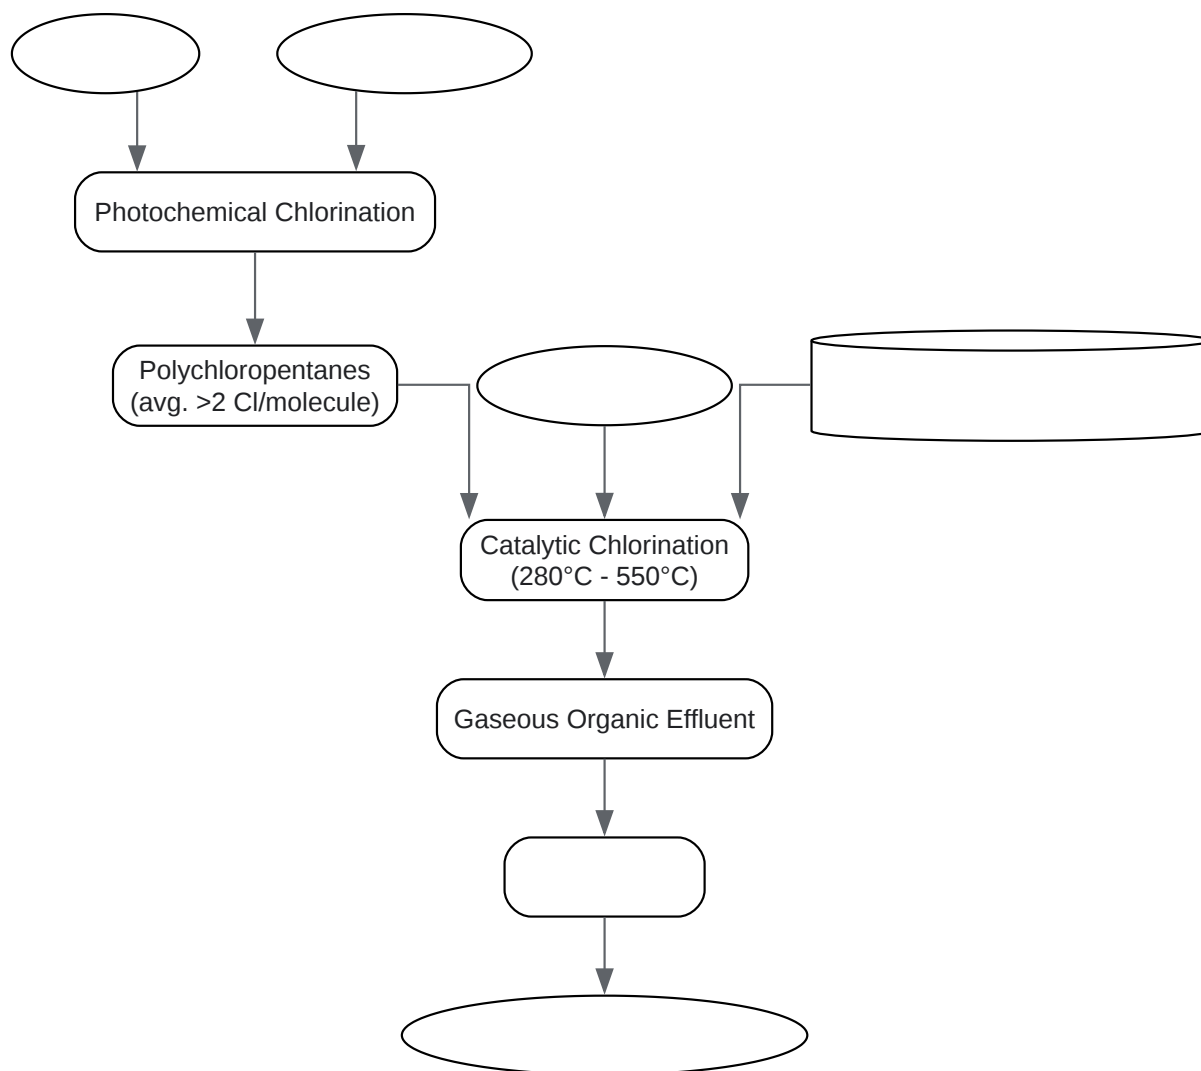 Photochemical Chlorination
Polychloropentanes
(avg. >2 Cl/molecule)
Catalytic Chlorination
(280°C - 550°C)
Gaseous Organic Effluent